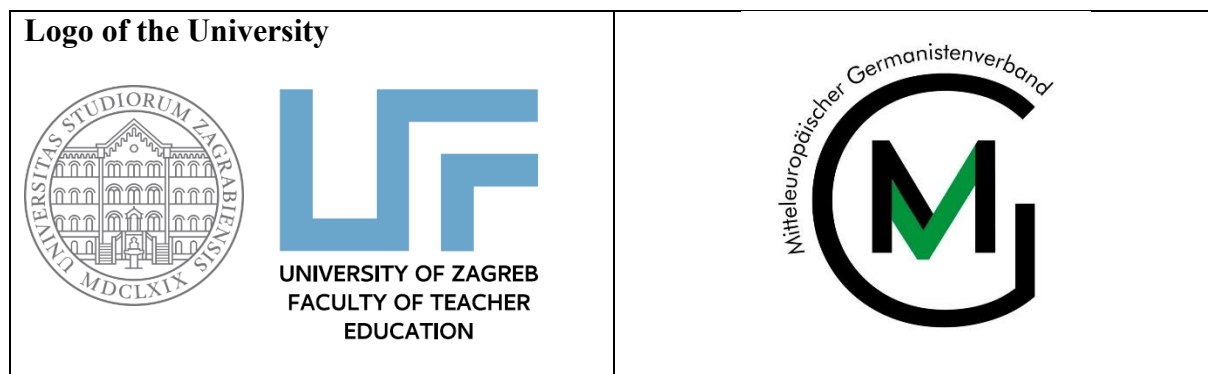 Logo of the University
UNIVERSITAS STUDIORUM ZAGRABIENSIS
MDCLXIX
UNIVERSITY OF ZAGREB
FACULTY OF TEACHER
EDUCATION
Mitteleuropäischer Germanistenverband
G
M